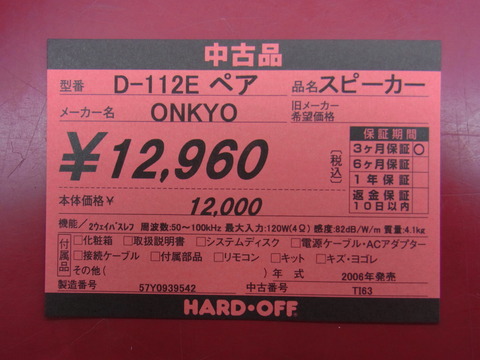 中古品
型番 D-112E ペア 品名 スピーカー
メーカー名 ONKYO 旧メーカー希望価格
¥12,960 [税込]
保証期間
3ヶ月保証○
6ヶ月保証
1年保証
返金保証
10日以内
本体価格¥ 12,000
機能/2ウェイバスレフ 周波数:50~100kHz 最大入力:120W(4Ω) 感度:82dB/W/m 質量:4.1kg
付属品 □化粧箱 □取扱説明書 □システムディスク □電源ケーブル・ACアダプター
□接続ケーブル □付属部品 □リモコン □キット □キズ・ヨゴレ
その他( )年式 2006年発売
製造番号 57Y0939542 中古番号 TI63
HARD・OFF